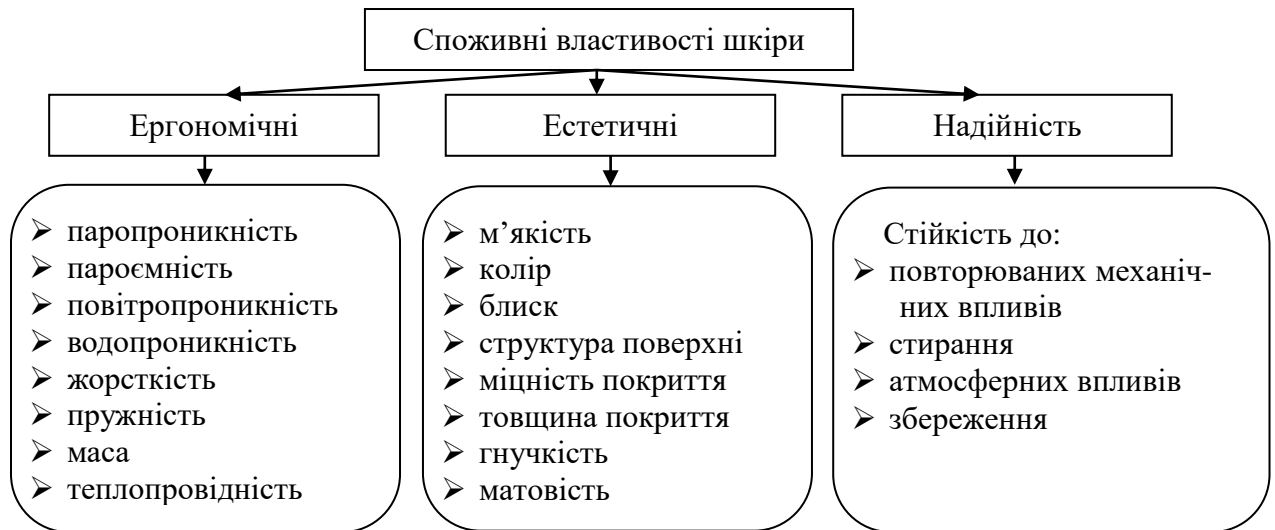 Споживні властивості шкіри
Ергономічні
Естетичні
Надійність
➢ паропроникність
➢ пароємність
➢ повітропроникність
➢ водопроникність
➢ жорсткість
➢ пружність
➢ маса
➢ теплопровідність
➢ м’якість
➢ колір
➢ блиск
➢ структура поверхні
➢ міцність покриття
➢ товщина покриття
➢ гнучкість
➢ матовість
Стійкість до:
➢ повторюваних механіч-
них впливів
➢ стирання
➢ атмосферних впливів
➢ збереження